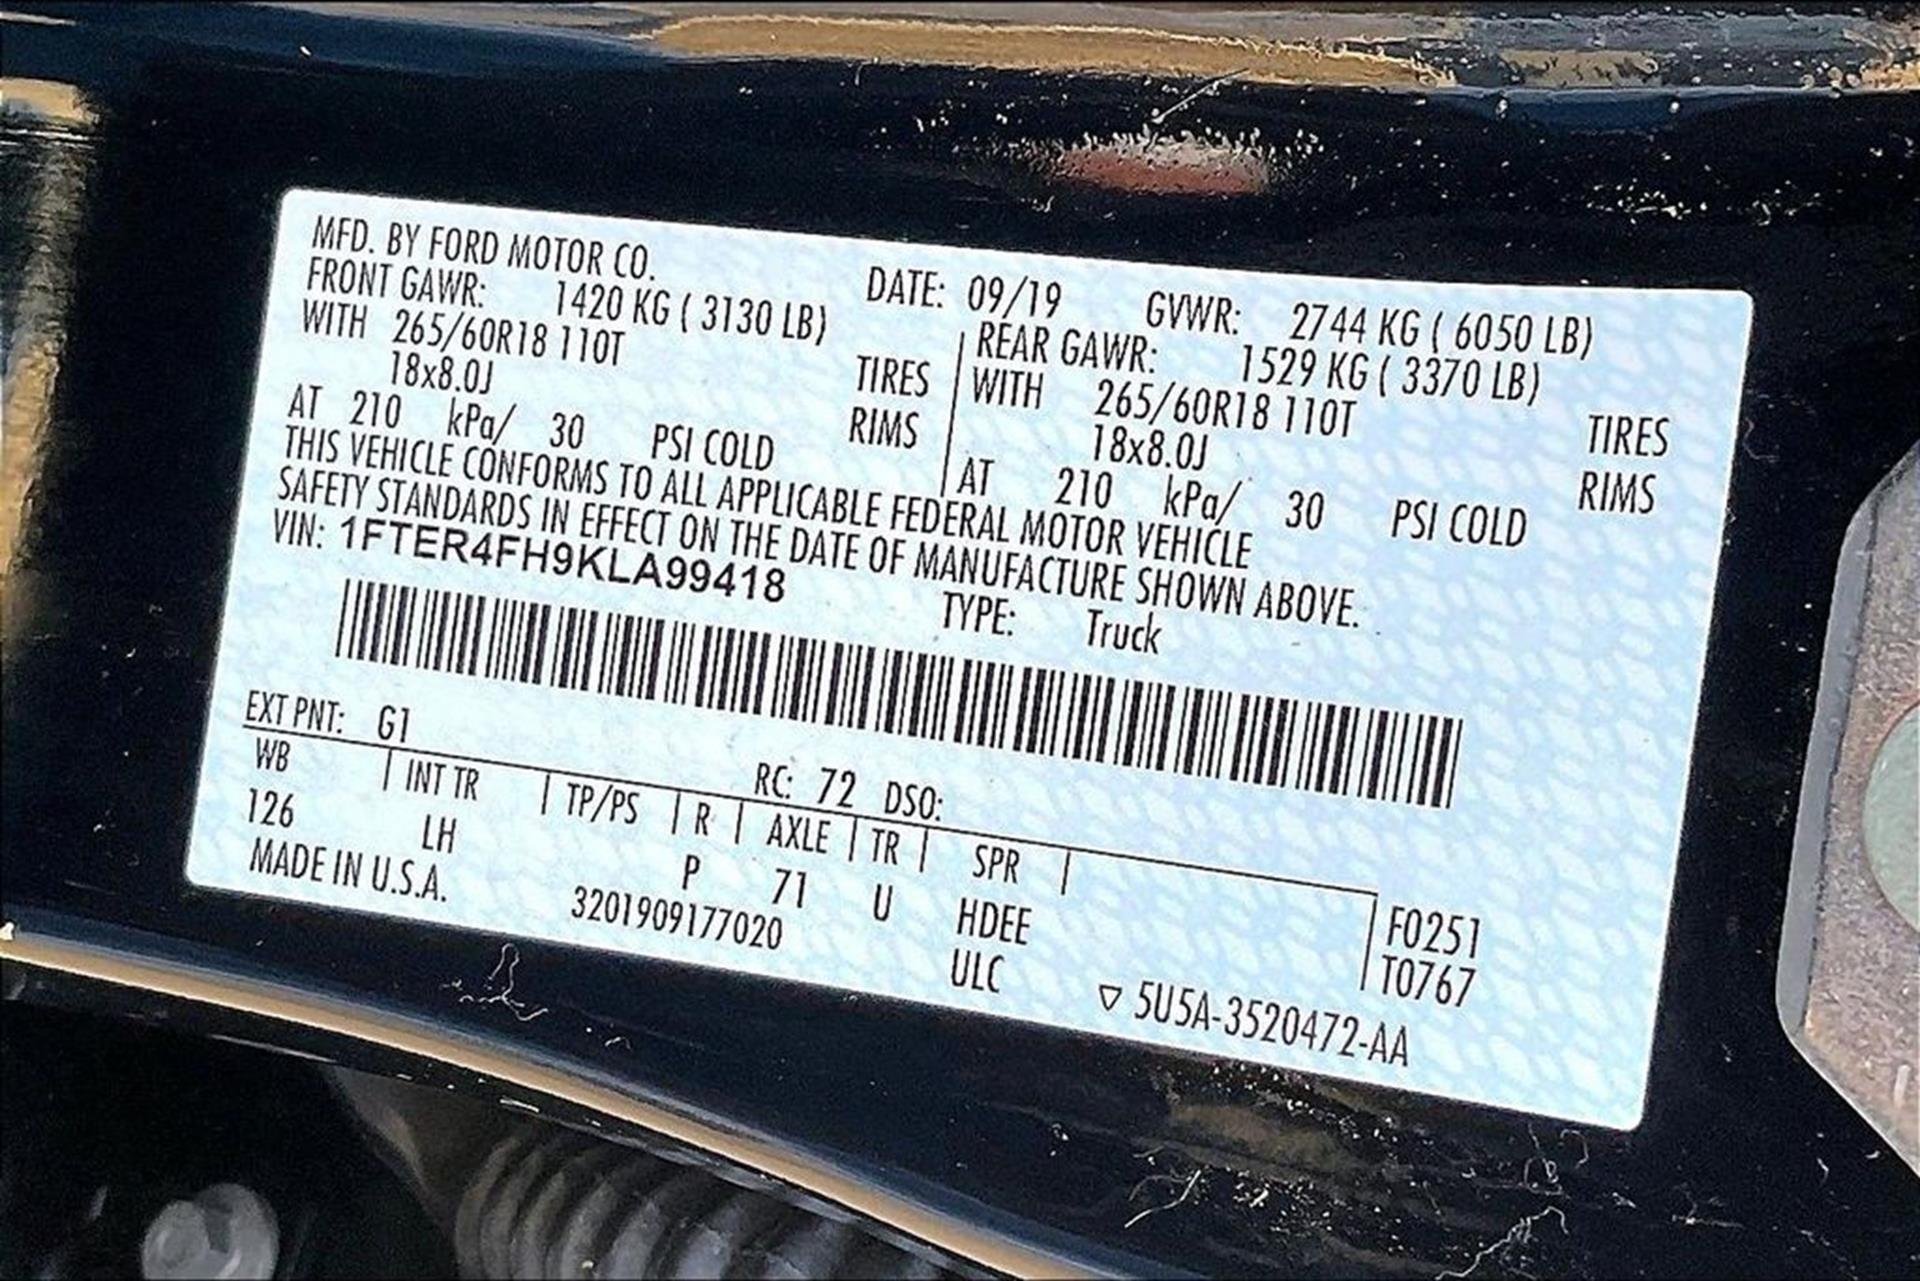 MFD. BY FORD MOTOR CO. DATE: 09/19 GVWR: 2744 KG ( 6050 LB)
FRONT GAWR: 1420 KG ( 3130 LB) REAR GAWR: 1529 KG ( 3370 LB)
WITH 265/60R18 110T TIRES WITH 265/60R18 110T TIRES
18x8.0J RIMS 18x8.0J RIMS
AT 210 kPa/ 30 PSI COLD AT 210 kPa/ 30 PSI COLD
THIS VEHICLE CONFORMS TO ALL APPLICABLE FEDERAL MOTOR VEHICLE
SAFETY STANDARDS IN EFFECT ON THE DATE OF MANUFACTURE SHOWN ABOVE.
VIN: 1FTER4FH9KLA99418 TYPE: Truck
EXT PNT: G1 RC: 72 DSO:
WB INT TR TP/PS R AXLE TR SPR
126 LH P 71 U HDEE F0251
ULC T0767
MADE IN U.S.A. 3201909177020 ▽ 5U5A-3520472-AA